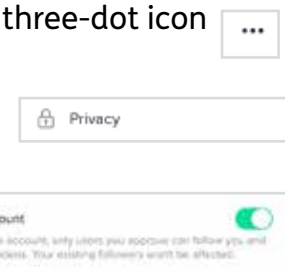 three-dot icon
Privacy
account, only users you approve can follow you and
Your existing followers won't be affected.